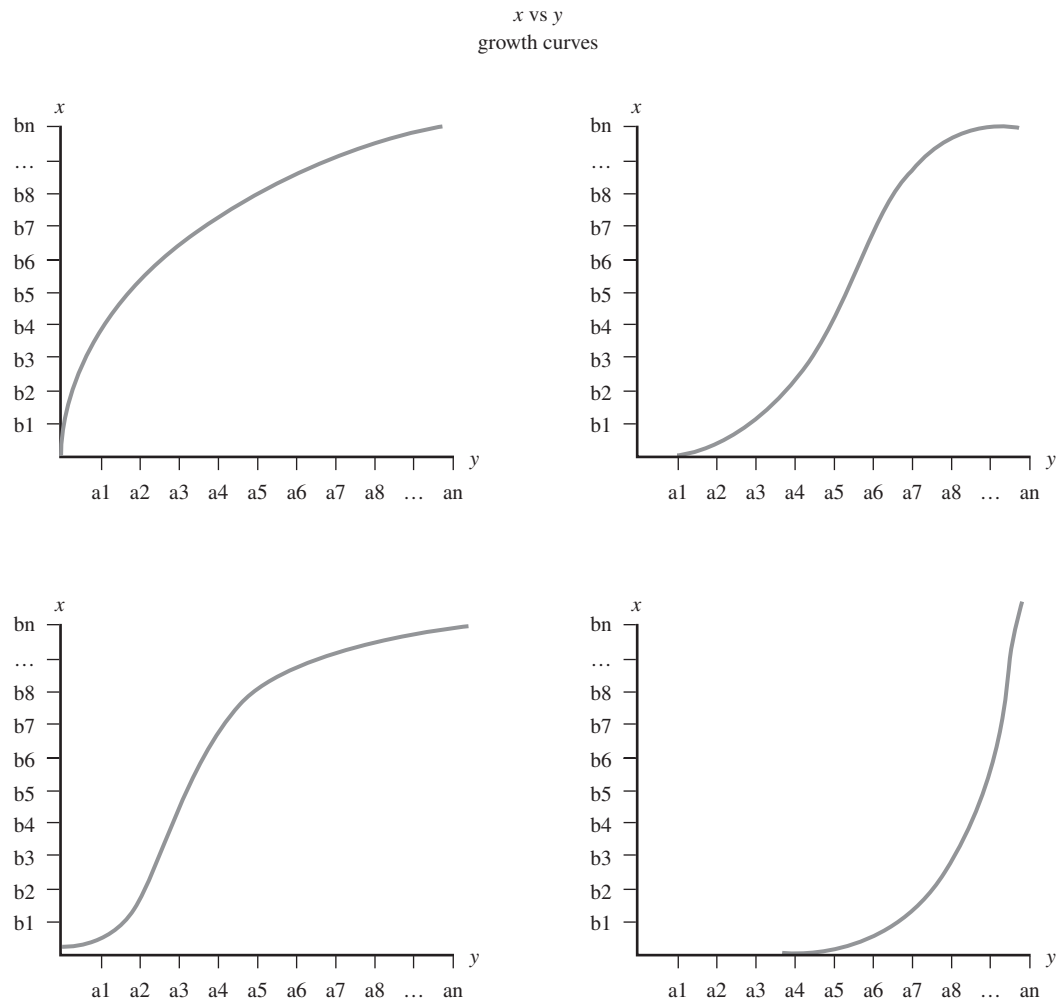 x vs y
growth curves
x
bn
…
b8
b7
b6
b5
b4
b3
b2
b1
y
a1 a2 a3 a4 a5 a6 a7 a8 … an
x
bn
…
b8
b7
b6
b5
b4
b3
b2
b1
y
a1 a2 a3 a4 a5 a6 a7 a8 … an
x
bn
…
b8
b7
b6
b5
b4
b3
b2
b1
y
a1 a2 a3 a4 a5 a6 a7 a8 … an
x
bn
…
b8
b7
b6
b5
b4
b3
b2
b1
y
a1 a2 a3 a4 a5 a6 a7 a8 … an